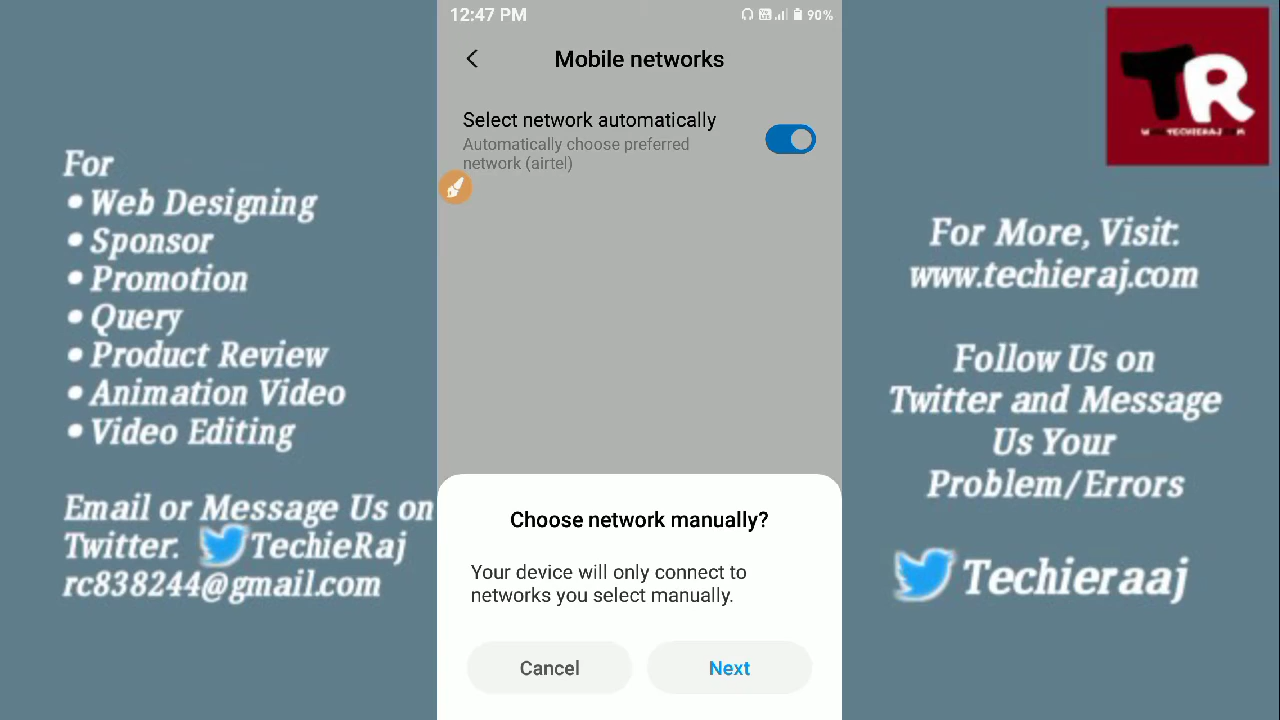 12:47 PM
90%
Mobile networks
Select network automatically
Automatically choose preferred
network (airtel)
For
• Web Designing
• Sponsor
• Promotion
• Query
• Product Review
• Animation Video
• Video Editing
Email or Message Us on
Twitter. TechieRaj
rc838244@gmail.com
Choose network manually?
Your device will only connect to
networks you select manually.
Cancel
Next
TR
For More, Visit:
www.techieraj.com
Follow Us on
Twitter and Message
Us Your
Problem/Errors
Techieraaj